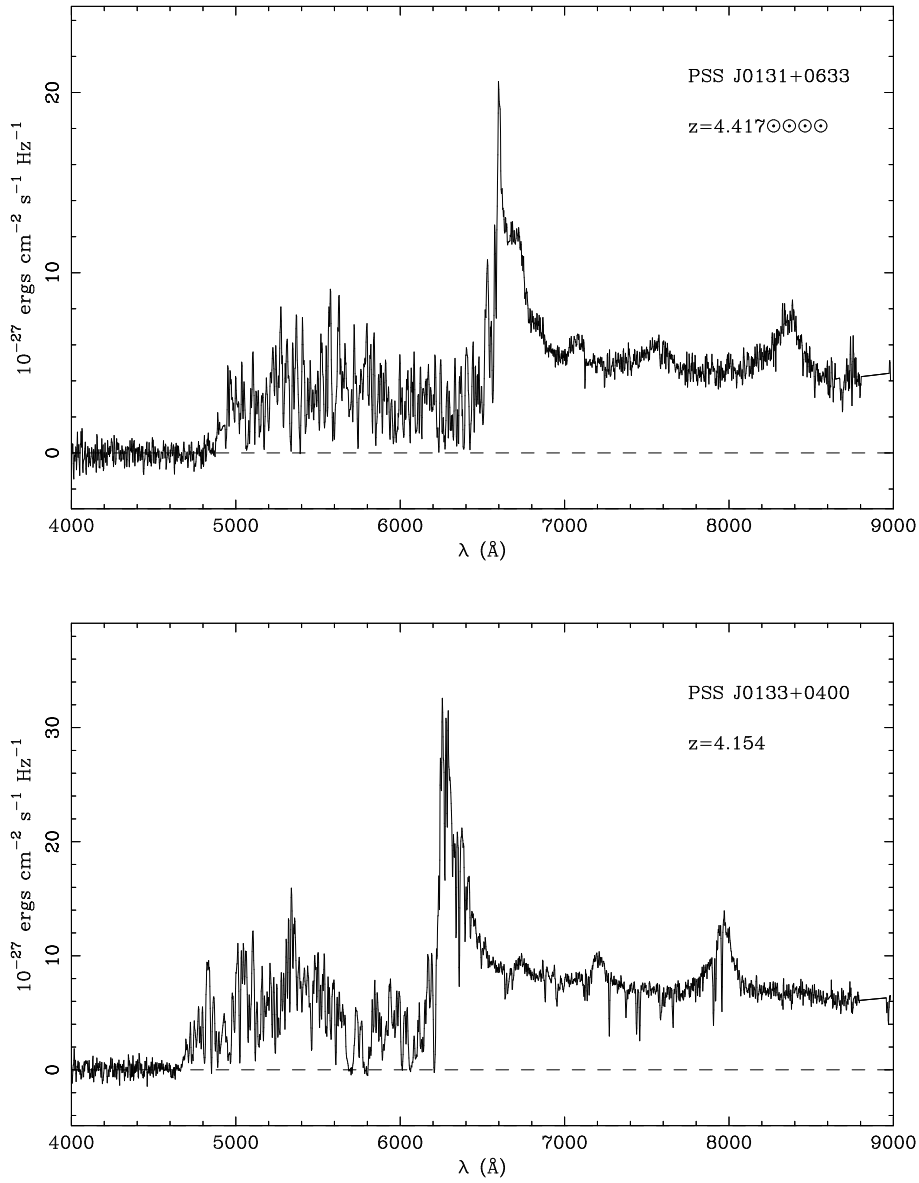 20
10
0
10⁻²⁷ ergs cm⁻² s⁻¹ Hz⁻¹
PSS J0131+0633
z=4.417⊙⊙⊙⊙
4000 5000 6000 7000 8000 9000
λ (Å)
30
20
10
0
10⁻²⁷ ergs cm⁻² s⁻¹ Hz⁻¹
PSS J0133+0400
z=4.154
4000 5000 6000 7000 8000 9000
λ (Å)